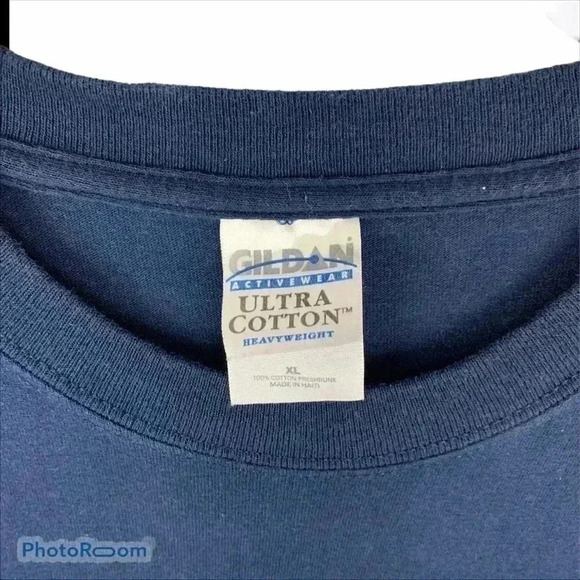 GILDAN
ACTIVEWEAR
ULTRA
COTTON™
HEAVYWEIGHT
XL
100% COTTON PRESHRUNK
MADE IN HAITI
PhotoRoom